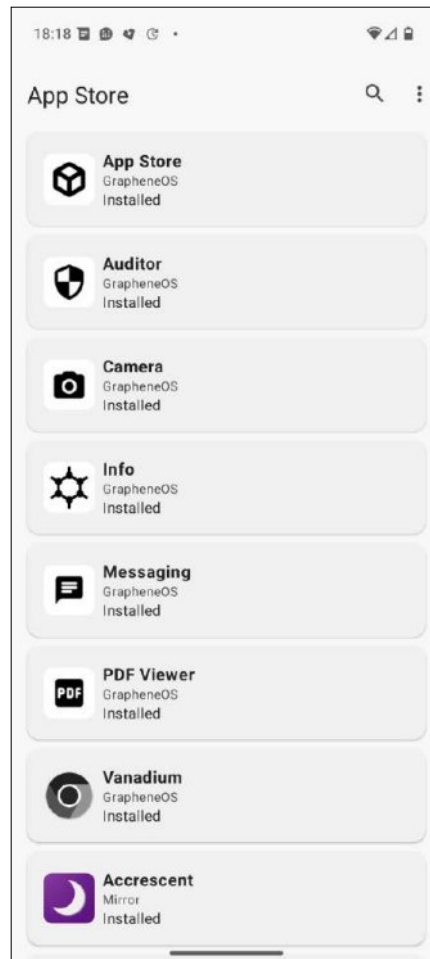 18:18
App Store
App Store
GrapheneOS
Installed
Auditor
GrapheneOS
Installed
Camera
GrapheneOS
Installed
Info
GrapheneOS
Installed
Messaging
GrapheneOS
Installed
PDF
PDF Viewer
GrapheneOS
Installed
Vanadium
GrapheneOS
Installed
Accrescent
Mirror
Installed